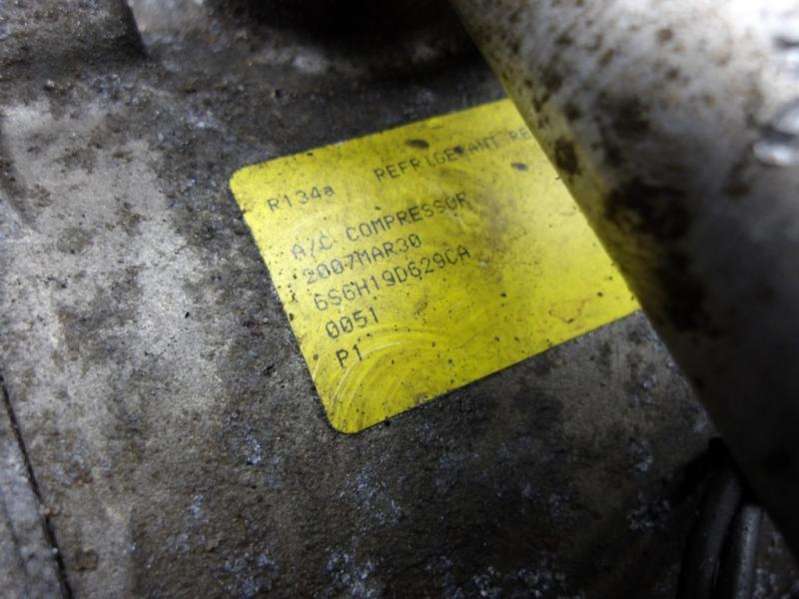 R134a REFRIGERANT
A/C COMPRESSOR
2007MAR30
6S6H19D629CA
0051
P1